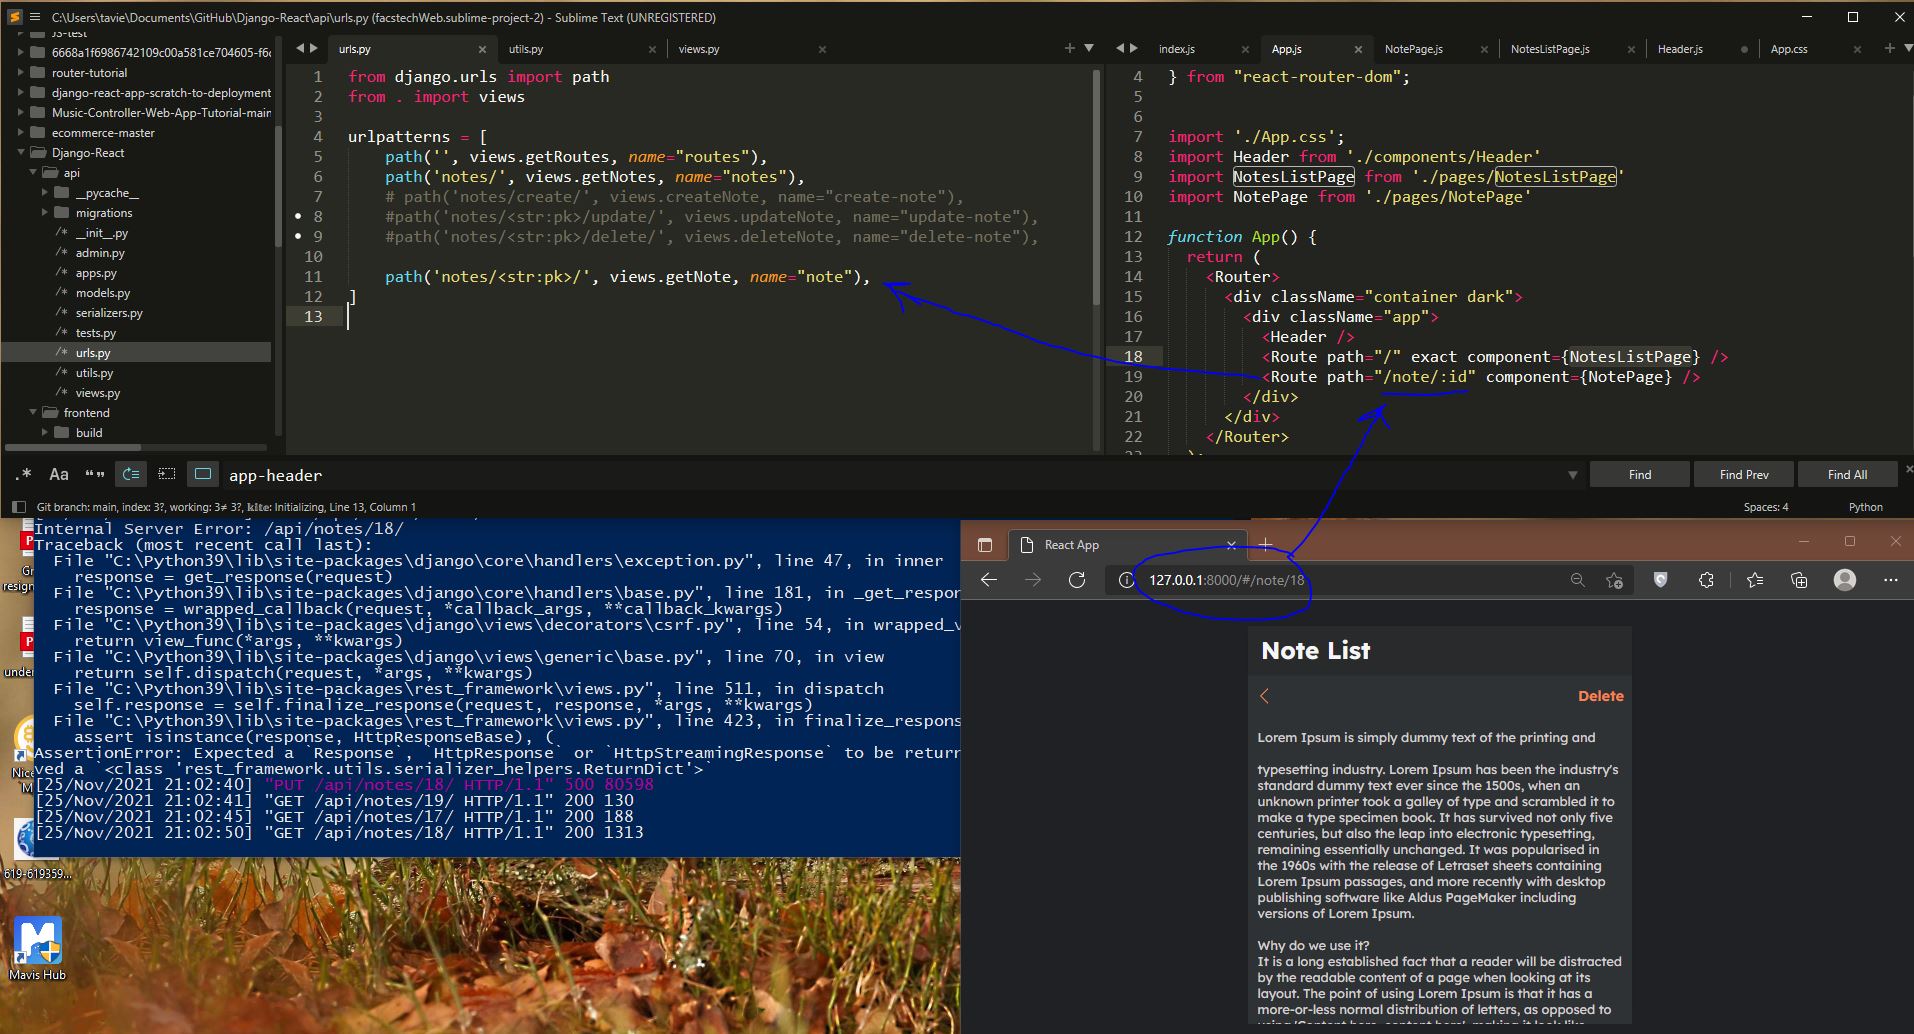 C:\Users\tavie\Documents\GitHub\Django-React\api\urls.py (facstechWeb.sublime-project-2) - Sublime Text (UNREGISTERED)
JS-test
6668a1f6986742109c00a581ce704605-f6c
router-tutorial
django-react-app-scratch-to-deployment
Music-Controller-Web-App-Tutorial-main
ecommerce-master
Django-React
api
__pycache__
migrations
__init__.py
admin.py
apps.py
models.py
serializers.py
tests.py
urls.py
utils.py
views.py
frontend
build
urls.py
utils.py
views.py
1 from django.urls import path
2 from . import views
3
4 urlpatterns = [
5 path('', views.getRoutes, name="routes"),
6 path('notes/', views.getNotes, name="notes"),
7 # path('notes/create/', views.createNote, name="create-note"),
8 #path('notes/<str:pk>/update/', views.updateNote, name="update-note"),
9 #path('notes/<str:pk>/delete/', views.deleteNote, name="delete-note"),
10
11 path('notes/<str:pk>/', views.getNote, name="note"),
12 ]
13
index.js
App.js
NotePage.js
NotesListPage.js
Header.js
App.css
4 } from "react-router-dom";
5
6
7 import './App.css';
8 import Header from './components/Header'
9 import NotesListPage from './pages/NotesListPage'
10 import NotePage from './pages/NotePage'
11
12 function App() {
13 return (
14 <Router>
15 <div className="container dark">
16 <div className="app">
17 <Header />
18 <Route path="/" exact component={NotesListPage} />
19 <Route path="/note/:id" component={NotePage} />
20 </div>
21 </div>
22 </Router>
.* Aa “” app-header
Find
Find Prev
Find All
Git branch: main, index: 3?, working: 3≠ 3?, kite: Initializing, Line 13, Column 1
Spaces: 4
Python
Internal Server Error: /api/notes/18/
Traceback (most recent call last):
File "C:\Python39\lib\site-packages\django\core\handlers\exception.py", line 47, in inner
response = get_response(request)
File "C:\Python39\lib\site-packages\django\core\handlers\base.py", line 181, in _get_respon
response = wrapped_callback(request, *callback_args, **callback_kwargs)
File "C:\Python39\lib\site-packages\django\views\decorators\csrf.py", line 54, in wrapped_v
return view_func(*args, **kwargs)
File "C:\Python39\lib\site-packages\django\views\generic\base.py", line 70, in view
return self.dispatch(request, *args, **kwargs)
File "C:\Python39\lib\site-packages\rest_framework\views.py", line 511, in dispatch
self.response = self.finalize_response(request, response, *args, **kwargs)
File "C:\Python39\lib\site-packages\rest_framework\views.py", line 423, in finalize_respons
assert isinstance(response, HttpResponseBase), (
AssertionError: Expected a `Response`, `HttpResponse` or `HttpStreamingResponse` to be return
ved a `<class 'rest_framework.utils.serializer_helpers.ReturnDict'>`
[25/Nov/2021 21:02:40] "PUT /api/notes/18/ HTTP/1.1" 500 80598
[25/Nov/2021 21:02:41] "GET /api/notes/19/ HTTP/1.1" 200 130
[25/Nov/2021 21:02:45] "GET /api/notes/17/ HTTP/1.1" 200 188
[25/Nov/2021 21:02:50] "GET /api/notes/18/ HTTP/1.1" 200 1313
Gr
resign
under
Nice
M
619-619359...
Mavis Hub
React App
127.0.0.1:8000/#/note/18
Note List
Delete
Lorem Ipsum is simply dummy text of the printing and
typesetting industry. Lorem Ipsum has been the industry's
standard dummy text ever since the 1500s, when an
unknown printer took a galley of type and scrambled it to
make a type specimen book. It has survived not only five
centuries, but also the leap into electronic typesetting,
remaining essentially unchanged. It was popularised in
the 1960s with the release of Letraset sheets containing
Lorem Ipsum passages, and more recently with desktop
publishing software like Aldus PageMaker including
versions of Lorem Ipsum.
Why do we use it?
It is a long established fact that a reader will be distracted
by the readable content of a page when looking at its
layout. The point of using Lorem Ipsum is that it has a
more-or-less normal distribution of letters, as opposed to